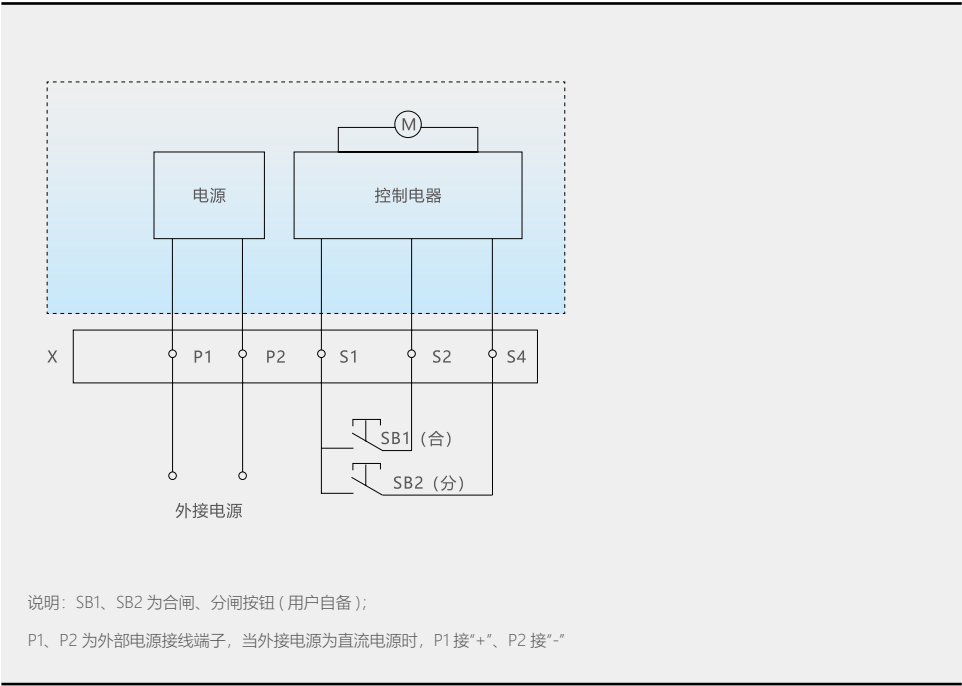 M
电源
控制电器
X
P1
P2
S1
S2
S4
SB1（合）
SB2（分）
外接电源
说明：SB1、SB2 为合闸、分闸按钮 ( 用户自备 );
P1、P2 为外部电源接线端子，当外接电源为直流电源时，P1 接“+”、P2 接“-”